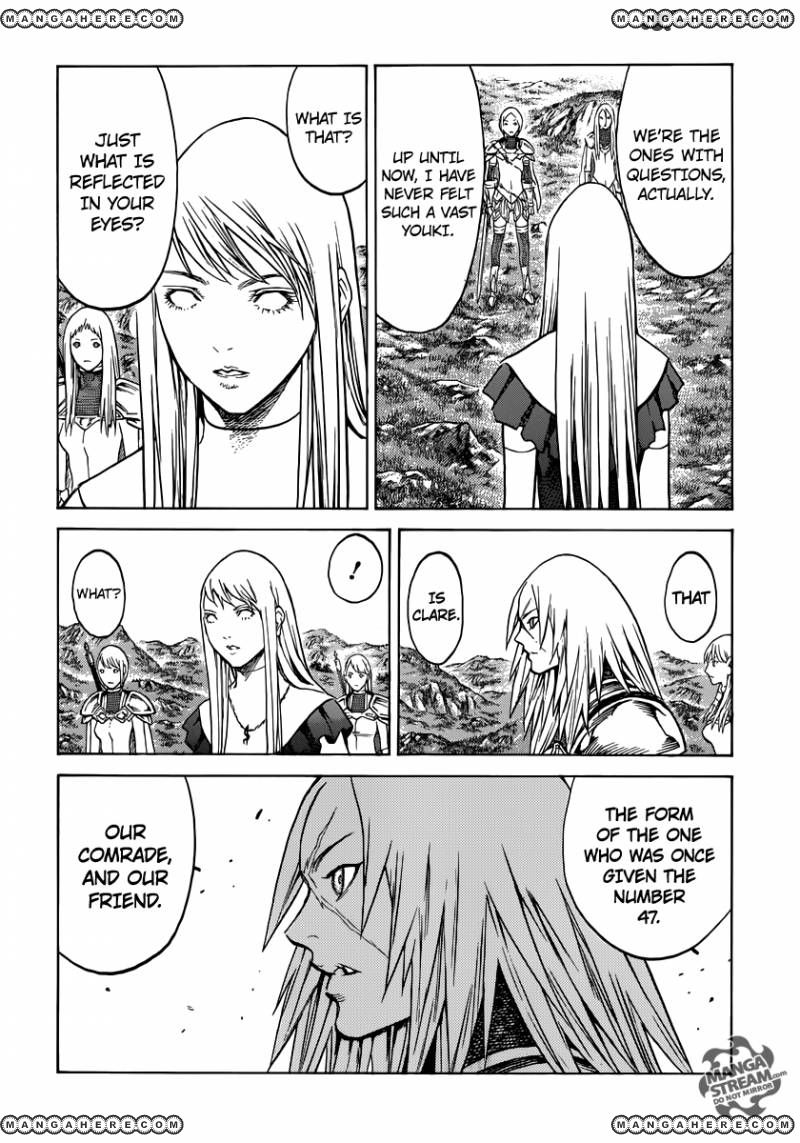 MANGAHERE.COM
MANGAHERE.COM
WE'RE THE
ONES WITH
QUESTIONS,
ACTUALLY.
UP UNTIL
NOW, I HAVE
NEVER FELT
SUCH A VAST
YOUKI.
WHAT IS
THAT?
JUST
WHAT IS
REFLECTED
IN YOUR
EYES?
THAT
IS
CLARE.
!
WHAT?
THE FORM
OF THE ONE
WHO WAS ONCE
GIVEN THE
NUMBER
47.
OUR
COMRADE,
AND OUR
FRIEND.
MANGA
STREAM.com
DO NOT MIRROR
MANGAHERE.COM
MANGAHERE.COM